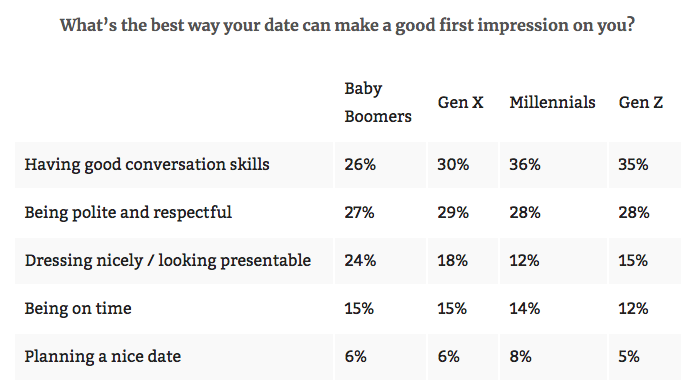 What's the best way your date can make a good first impression on you?
Baby Boomers Gen X Millennials Gen Z
Having good conversation skills 26% 30% 36% 35%
Being polite and respectful 27% 29% 28% 28%
Dressing nicely / looking presentable 24% 18% 12% 15%
Being on time 15% 15% 14% 12%
Planning a nice date 6% 6% 8% 5%